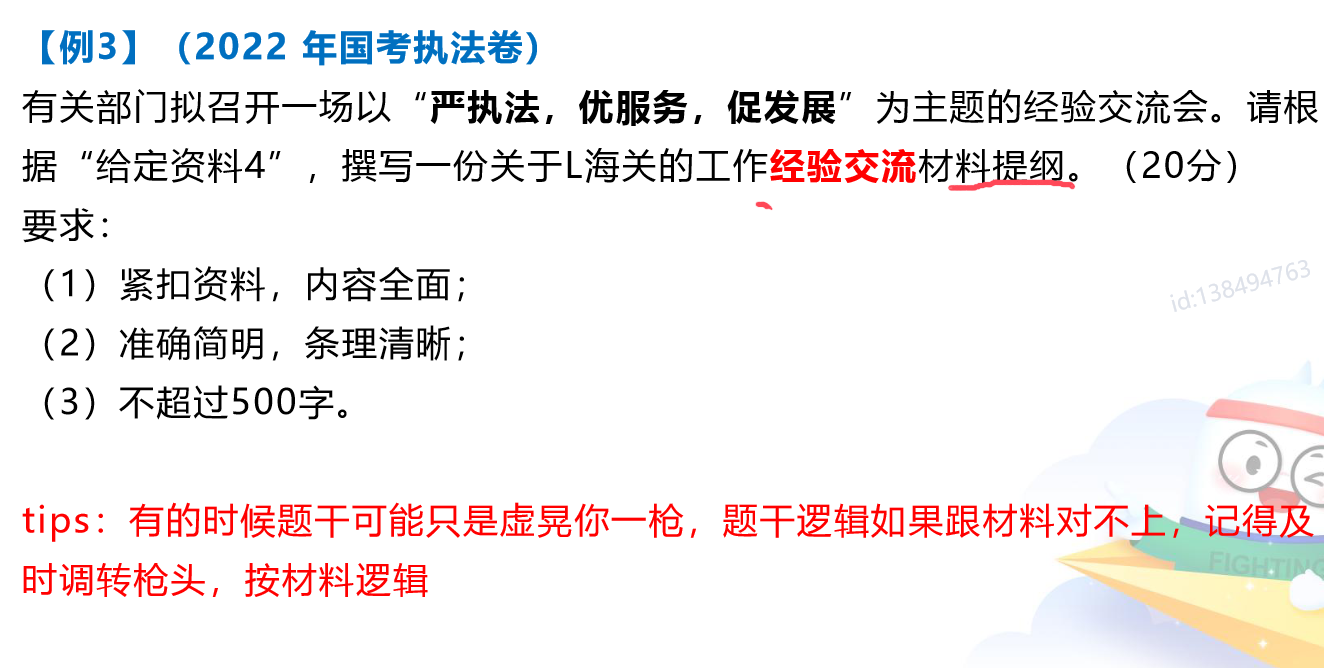 【例3】（2022 年国考执法卷）
有关部门拟召开一场以“严执法，优服务，促发展”为主题的经验交流会。请根
据“给定资料4”，撰写一份关于L海关的工作经验交流材料提纲。（20分）
要求：
（1）紧扣资料，内容全面；
（2）准确简明，条理清晰；
（3）不超过500字。
id:138494763
tips：有的时候题干可能只是虚晃你一枪，题干逻辑如果跟材料对不上，记得及
时调转枪头，按材料逻辑
FIGHTING